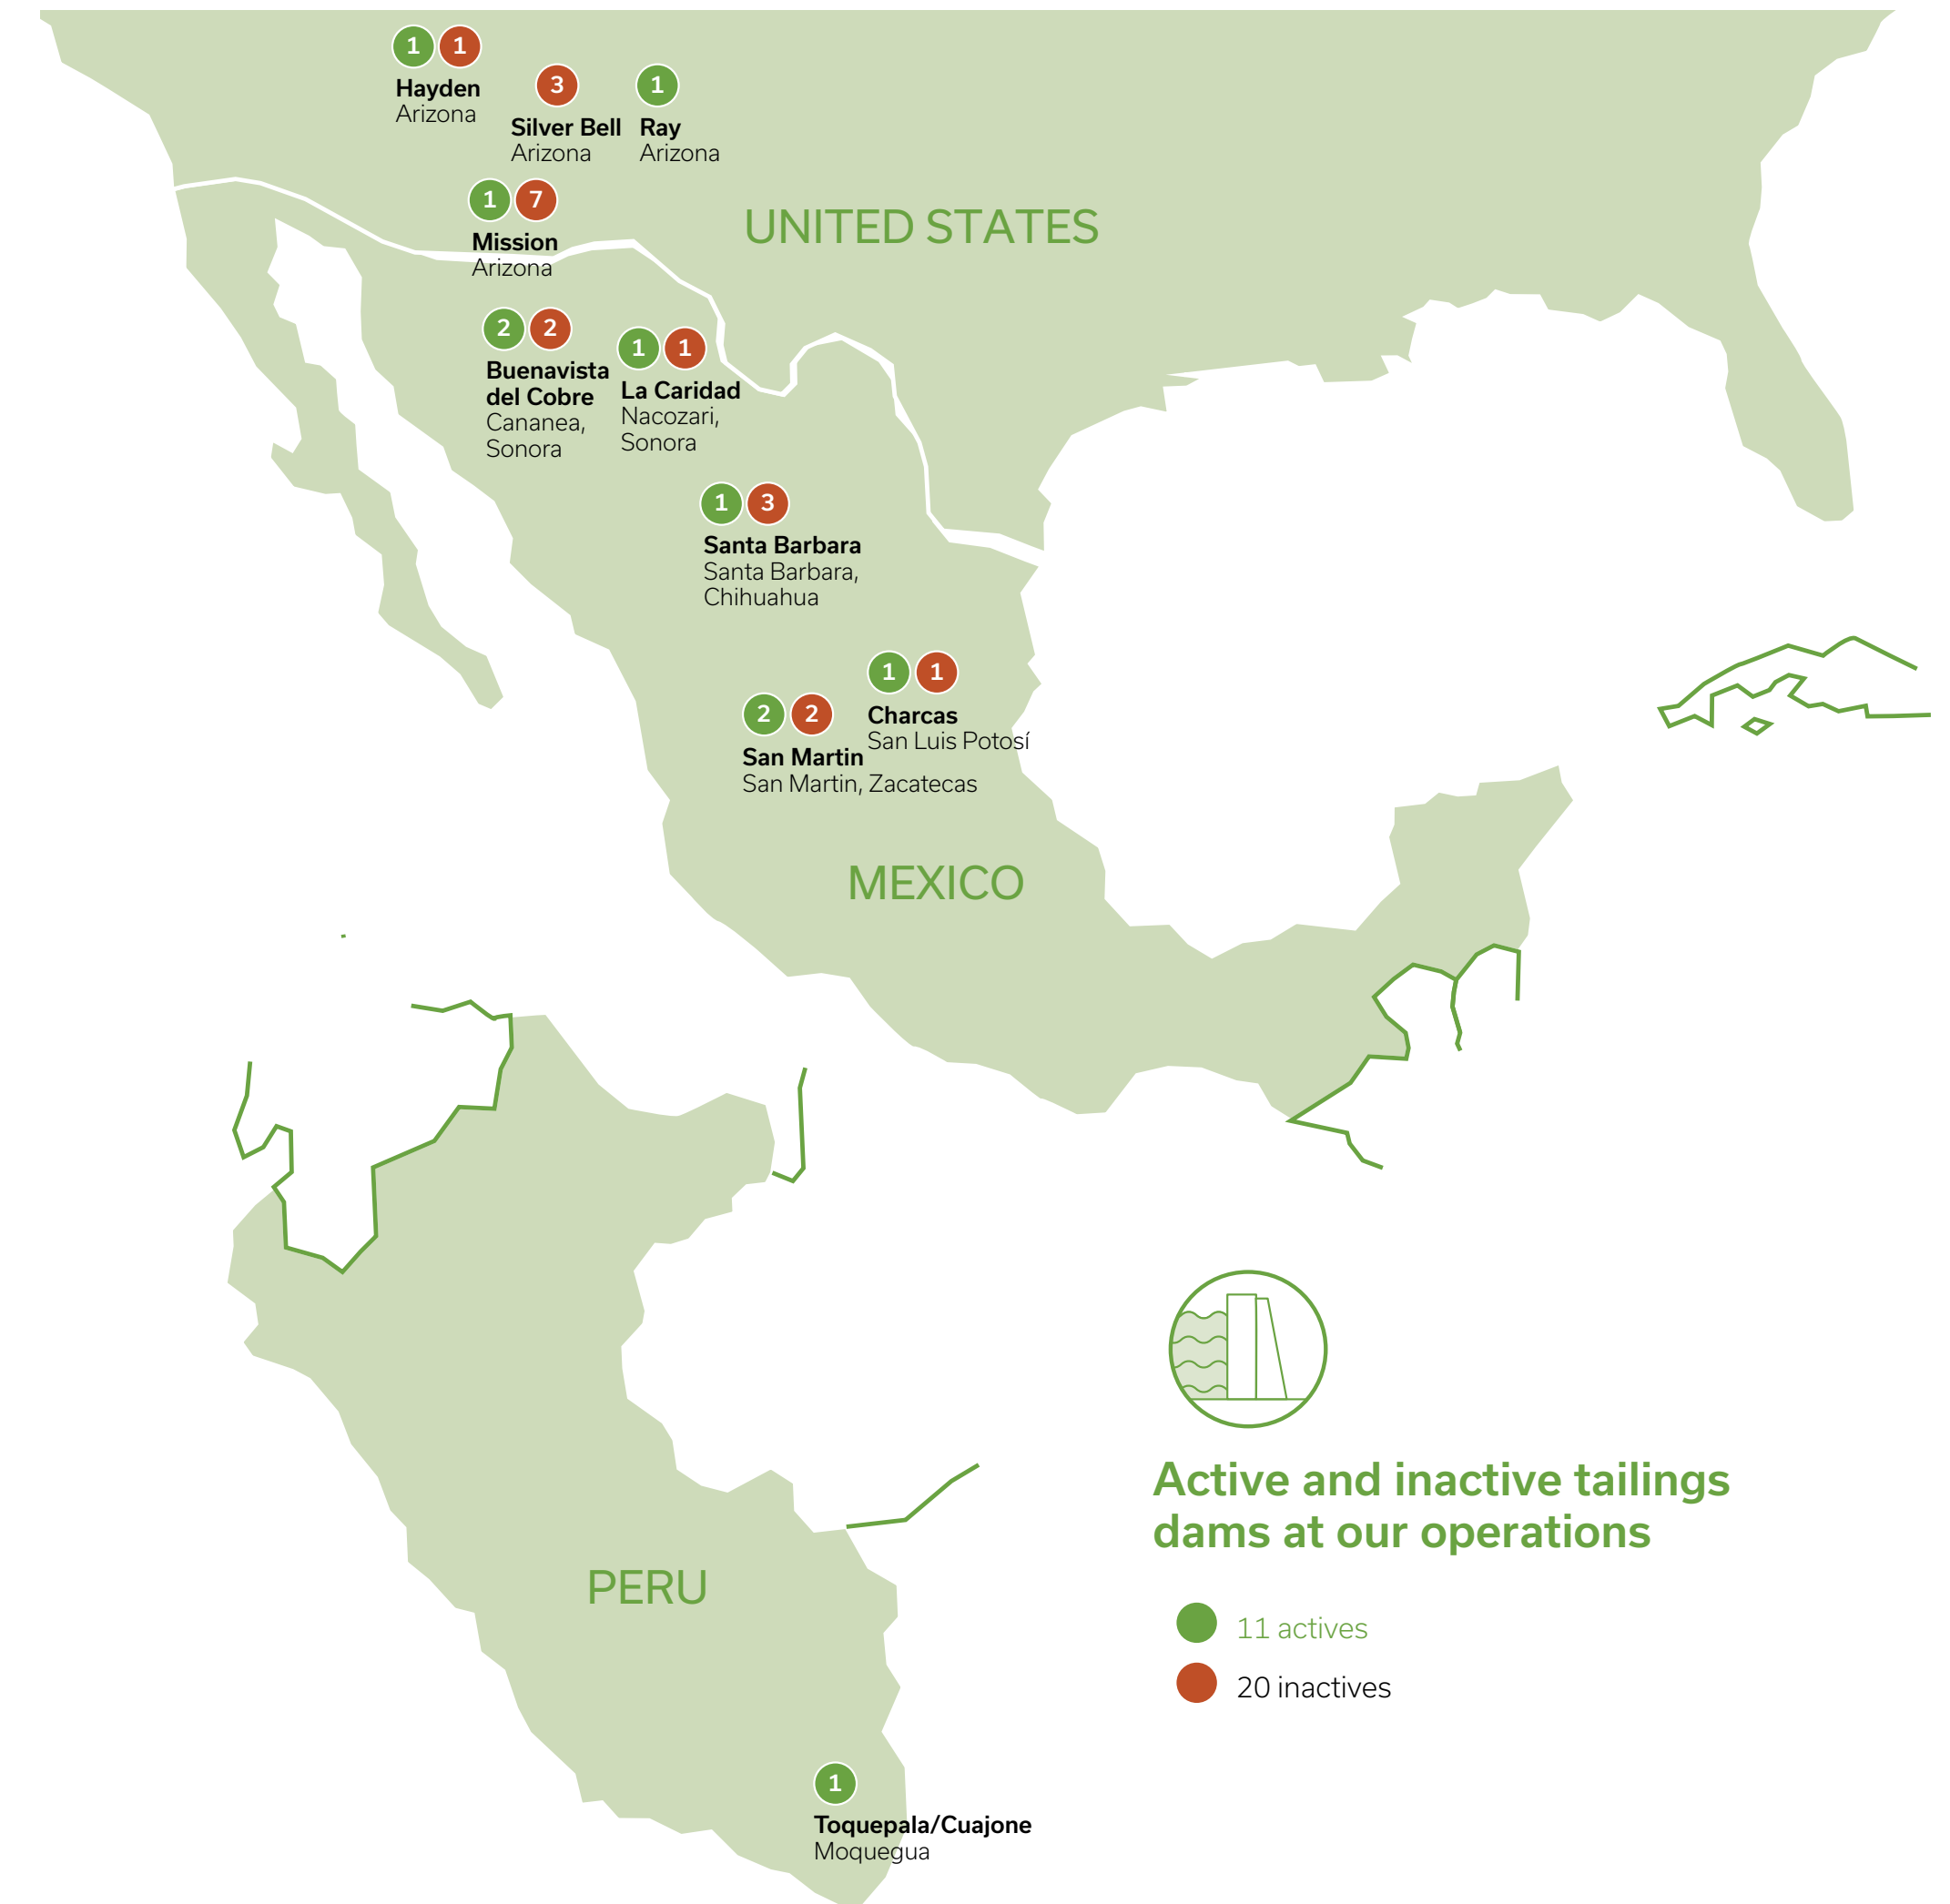 1 1
Hayden
Arizona
3
Silver Bell
Arizona
1
Ray
Arizona
1 7
Mission
Arizona
UNITED STATES
2 2
Buenavista
del Cobre
Cananea,
Sonora
1 1
La Caridad
Nacozari,
Sonora
1 3
Santa Barbara
Santa Barbara,
Chihuahua
1 1
Charcas
San Luis Potosí
2 2
San Martin
San Martin, Zacatecas
MEXICO
PERU
1
Toquepala/Cuajone
Moquegua
Active and inactive tailings
dams at our operations
11 actives
20 inactives